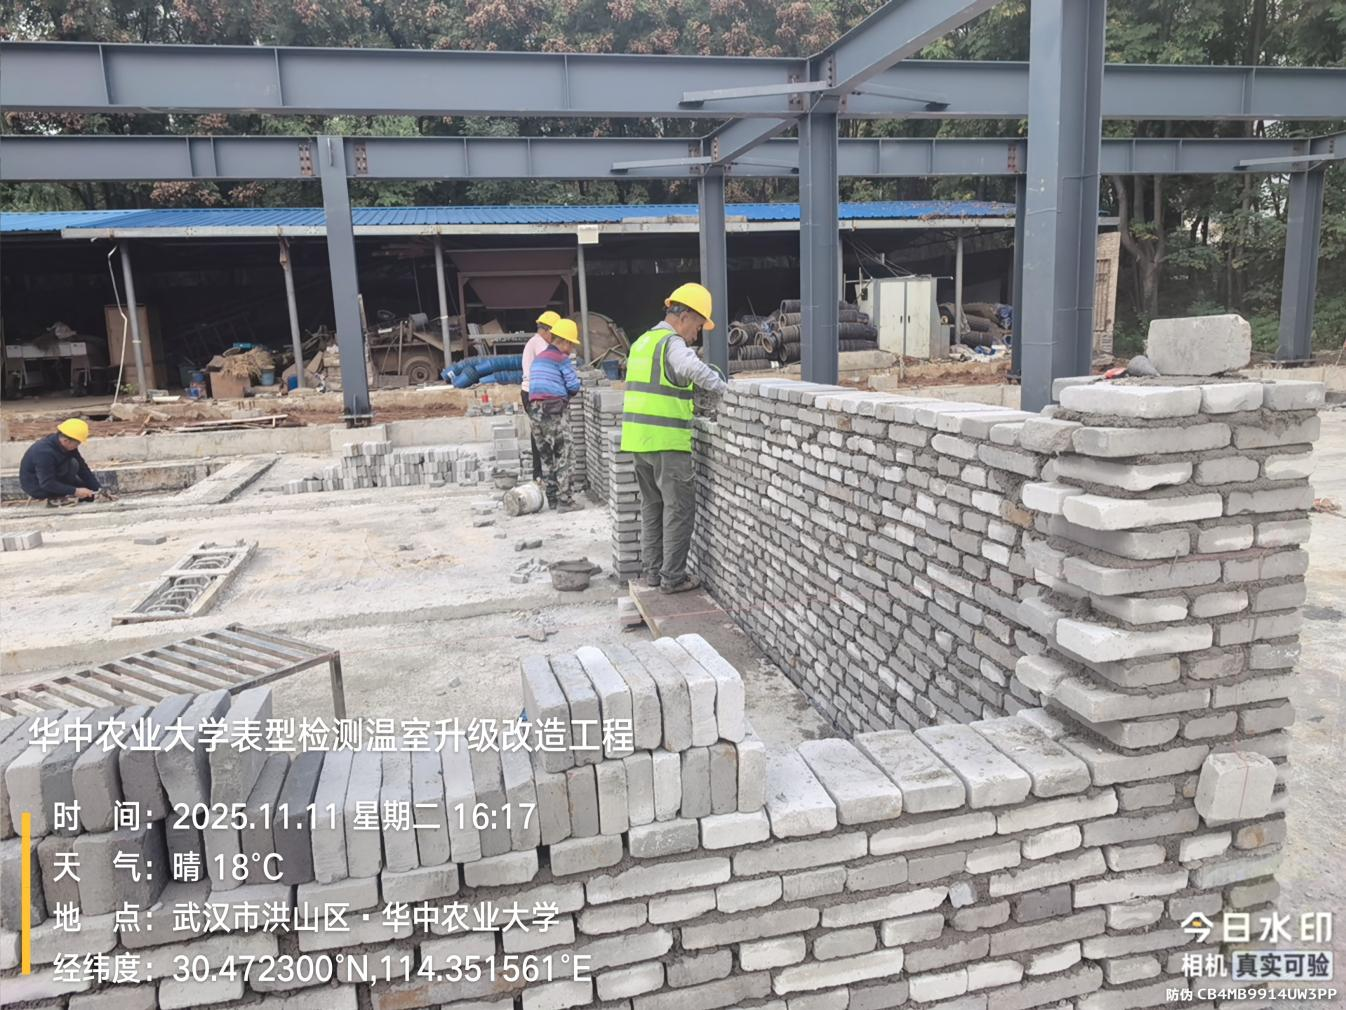 华中农业大学表型检测温室升级改造工程
时 间：2025.11.11 星期二 16:17
天 气：晴 18℃
地 点：武汉市洪山区·华中农业大学
经纬度：30.472300°N,114.351561°E
今日水印
相机 真实可验
防伪 CB4MB9914UW3PP